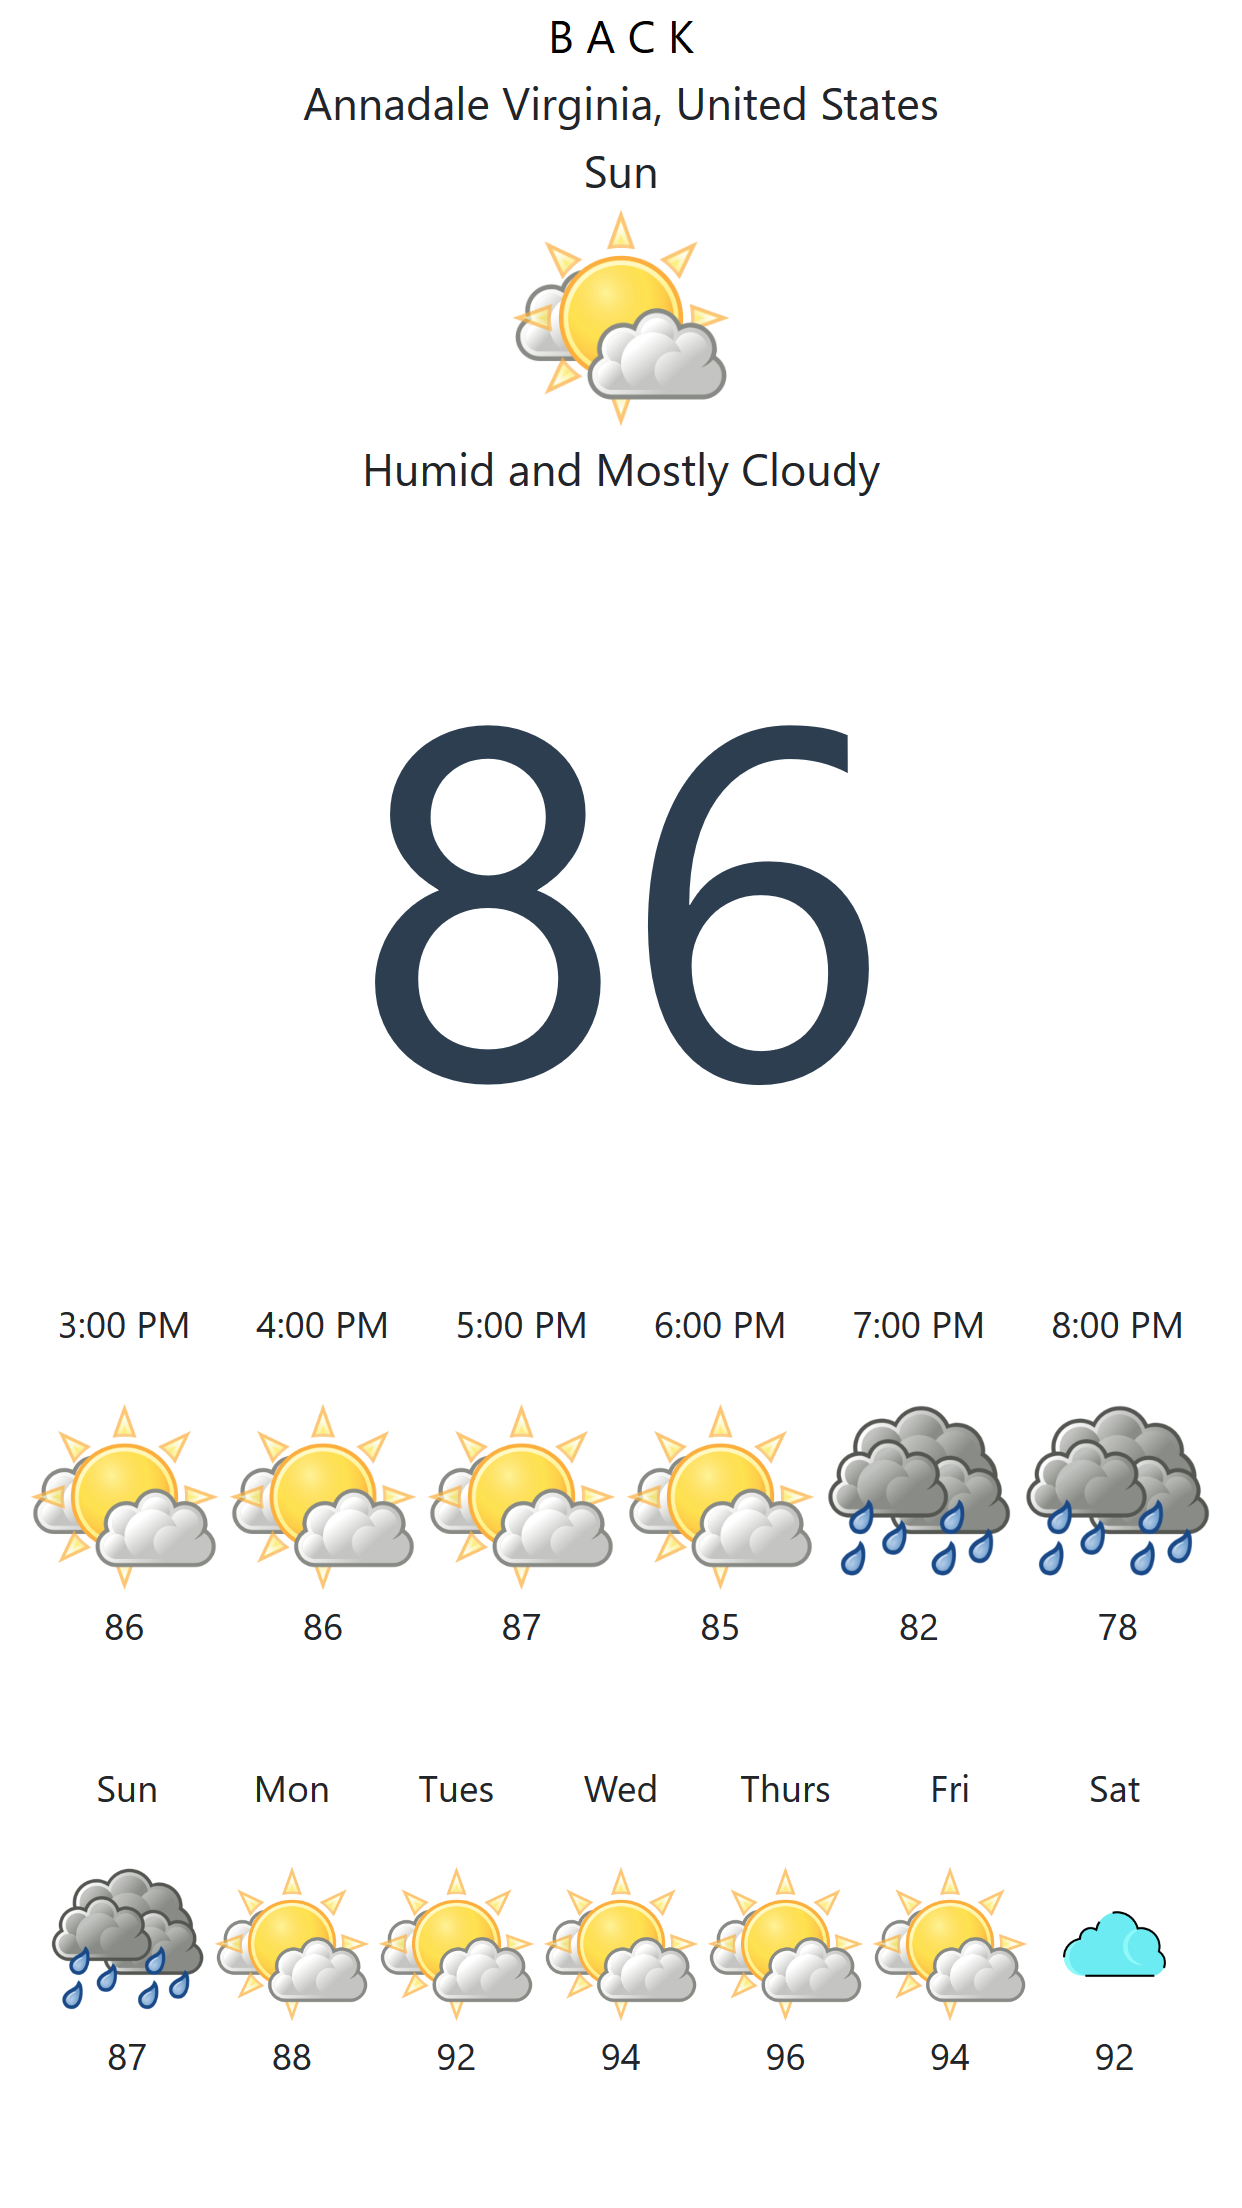 BACK
Annadale Virginia, United States
Sun
Humid and Mostly Cloudy
86
3:00 PM 4:00 PM 5:00 PM 6:00 PM 7:00 PM 8:00 PM
86 86 87 85 82 78
Sun Mon Tues Wed Thurs Fri Sat
87 88 92 94 96 94 92